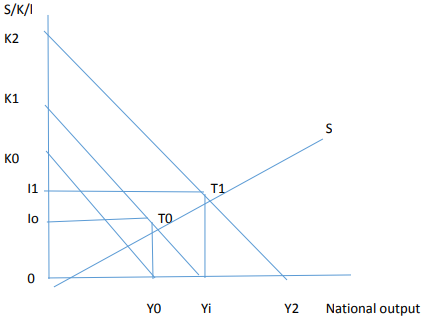 S/K/I
K2
K1
S
K0
I1
T1
Io
T0
0
Y0
Yi
Y2
National output